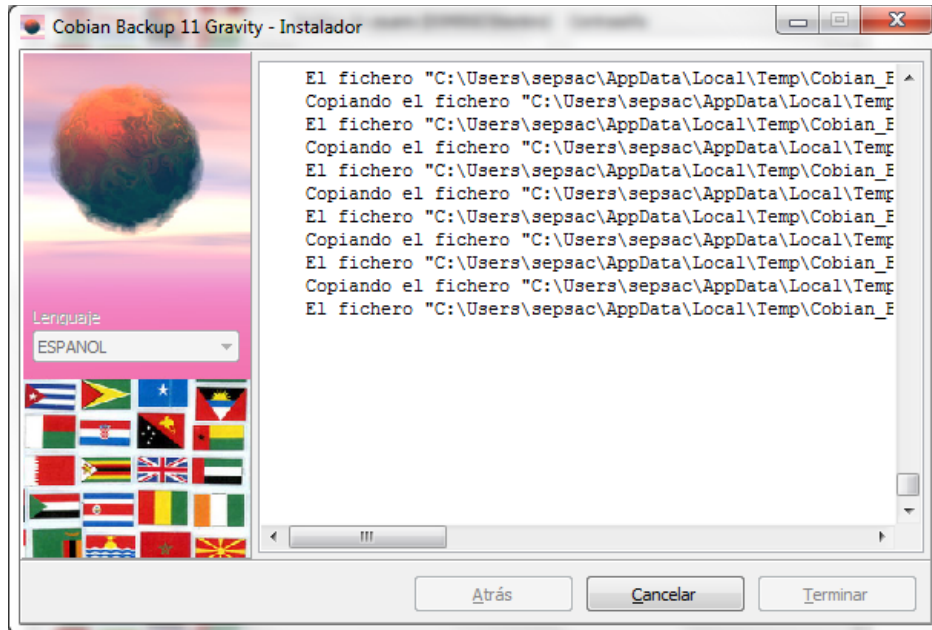 Cobian Backup 11 Gravity - Instalador
El fichero "C:\Users\sepsac\AppData\Local\Temp\Cobian_B
Copiando el fichero "C:\Users\sepsac\AppData\Local\Temp
El fichero "C:\Users\sepsac\AppData\Local\Temp\Cobian_B
Copiando el fichero "C:\Users\sepsac\AppData\Local\Temp
El fichero "C:\Users\sepsac\AppData\Local\Temp\Cobian_B
Copiando el fichero "C:\Users\sepsac\AppData\Local\Temp
El fichero "C:\Users\sepsac\AppData\Local\Temp\Cobian_B
Copiando el fichero "C:\Users\sepsac\AppData\Local\Temp
El fichero "C:\Users\sepsac\AppData\Local\Temp\Cobian_B
Copiando el fichero "C:\Users\sepsac\AppData\Local\Temp
El fichero "C:\Users\sepsac\AppData\Local\Temp\Cobian_B
Lenguaje
ESPANOL
Atrás
Cancelar
Terminar